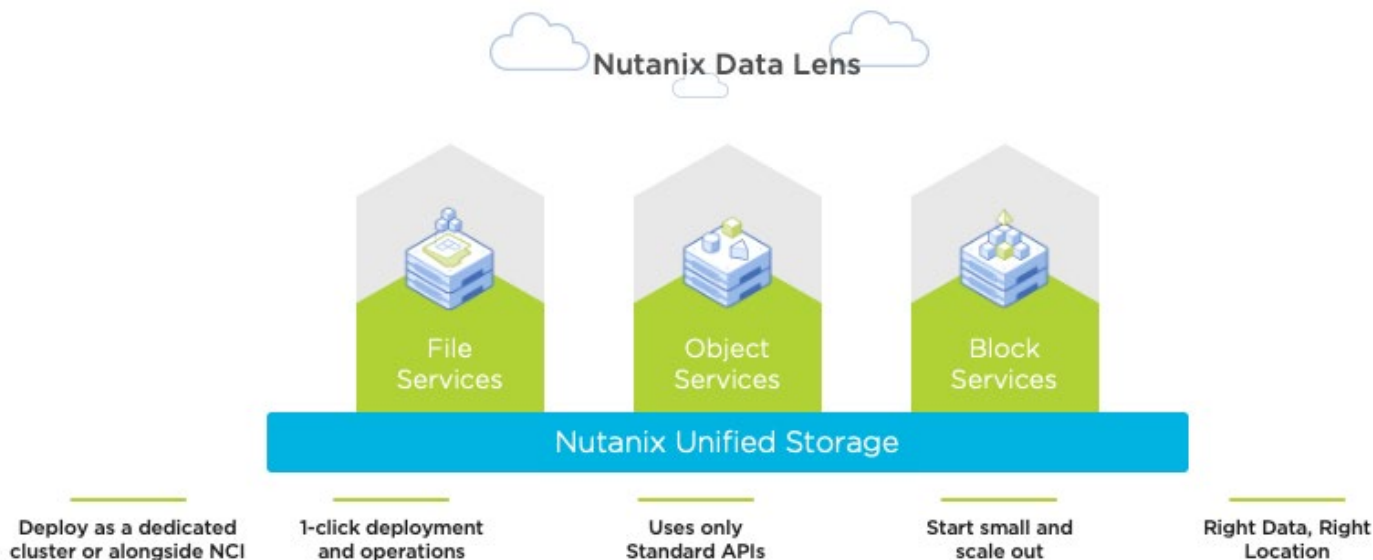 Nutanix Data Lens
File
Services
Object
Services
Block
Services
Nutanix Unified Storage
Deploy as a dedicated
cluster or alongside NCI
1-click deployment
and operations
Uses only
Standard APIs
Start small and
scale out
Right Data, Right
Location